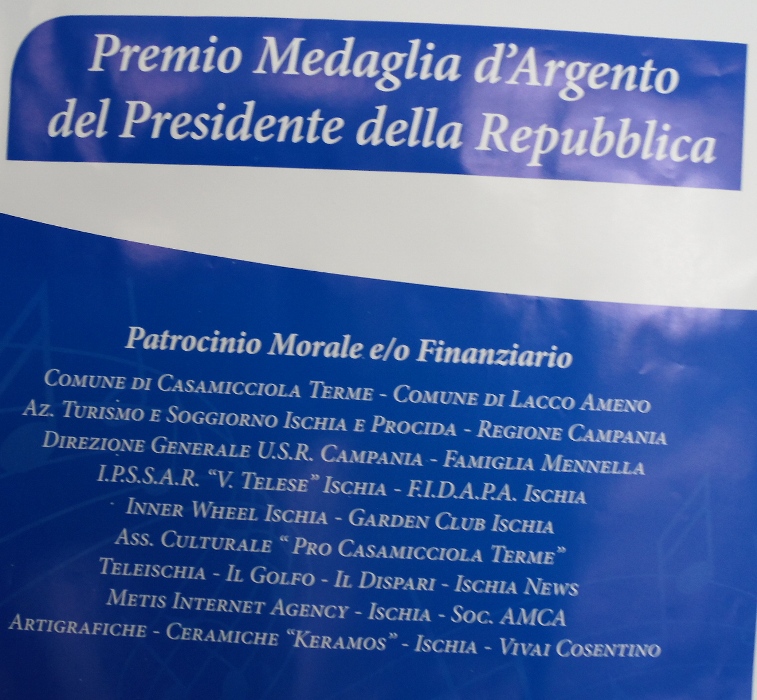 Premio Medaglia d'Argento
del Presidente della Repubblica
Patrocinio Morale e/o Finanziario
Comune di Casamicciola Terme - Comune di Lacco Ameno
Az. Turismo e Soggiorno Ischia e Procida - Regione Campania
Direzione Generale U.S.R. Campania - Famiglia Mennella
I.P.S.S.A.R. "V. Telese" Ischia - F.I.D.A.P.A. Ischia
Inner Wheel Ischia - Garden Club Ischia
Ass. Culturale " Pro Casamicciola Terme"
Teleischia - Il Golfo - Il Dispari - Ischia News
Metis Internet Agency - Ischia - Soc. AMCA
Artigrafiche - Ceramiche "Keramos" - Ischia - Vivai Cosentino